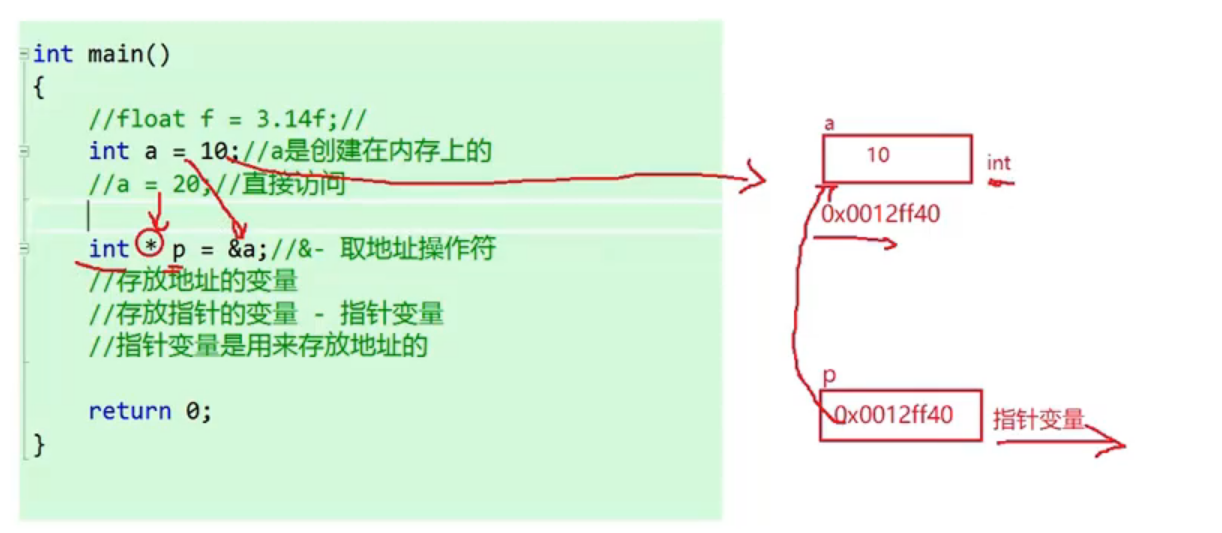 int main()
{
//float f = 3.14f;//
int a = 10;//a是创建在内存上的
//a = 20;//直接访问
int * p = &a;//&- 取地址操作符
//存放地址的变量
//存放指针的变量 - 指针变量
//指针变量是用来存放地址的
return 0;
}
a
10
int
0x0012ff40
p
0x0012ff40
指针变量